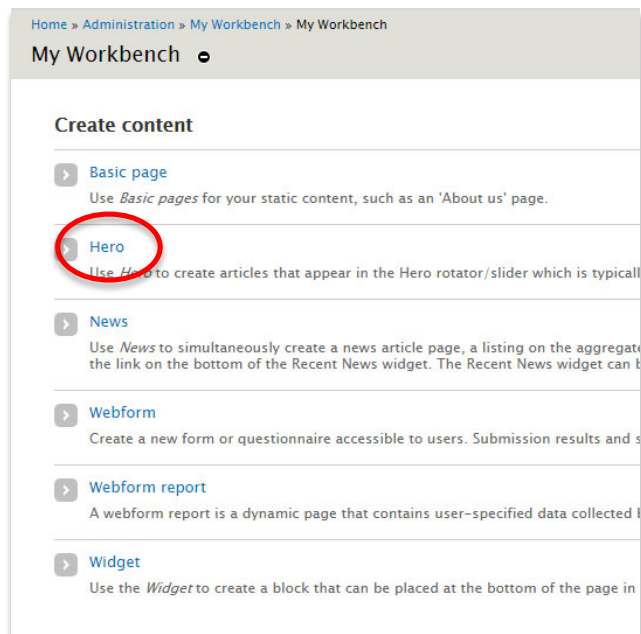 Home » Administration » My Workbench » My Workbench
My Workbench
Create content
Basic page
Use Basic pages for your static content, such as an 'About us' page.
Hero
Use Hero to create articles that appear in the Hero rotator/slider which is typicall
News
Use News to simultaneously create a news article page, a listing on the aggregate
the link on the bottom of the Recent News widget. The Recent News widget can b
Webform
Create a new form or questionnaire accessible to users. Submission results and s
Webform report
A webform report is a dynamic page that contains user-specified data collected
Widget
Use the Widget to create a block that can be placed at the bottom of the page in